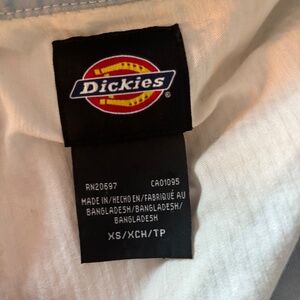 Dickies
®
RN20697 CA01095
MADE IN/HECHO EN/FABRIQUÉ AU
BANGLADESH/BANGLADESH/
BANGLADESH
XS/XCH/TP